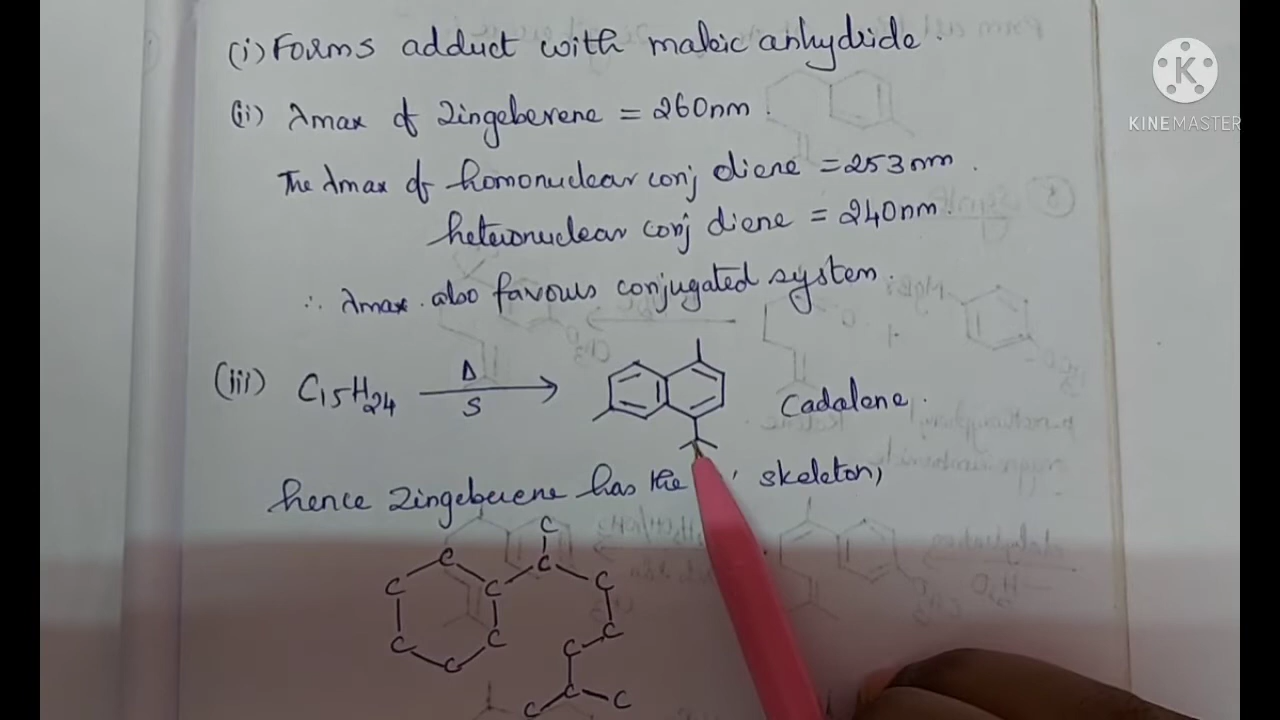 (i) Forms adduct with maleic anhydride.
(ii) λmax of Zingeberene = 260nm.
The λmax of homonuclear conj diene = 253nm.
heteronuclear conj diene = 240nm.
∴ λmax also favours conjugated system.
(iii) C15H24 Δ S Cadalene.
hence Zingeberene has the skeleton,
C
C C
C C C
C C C
C C
C C
C
KINEMASTER